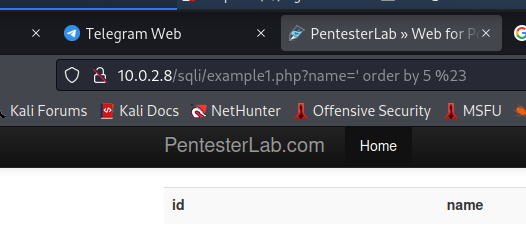 Telegram Web
PentesterLab » Web for P
10.0.2.8/sqli/example1.php?name=' order by 5 %23
Kali Forums Kali Docs NetHunter Offensive Security MSFU
PentesterLab.com Home
id name